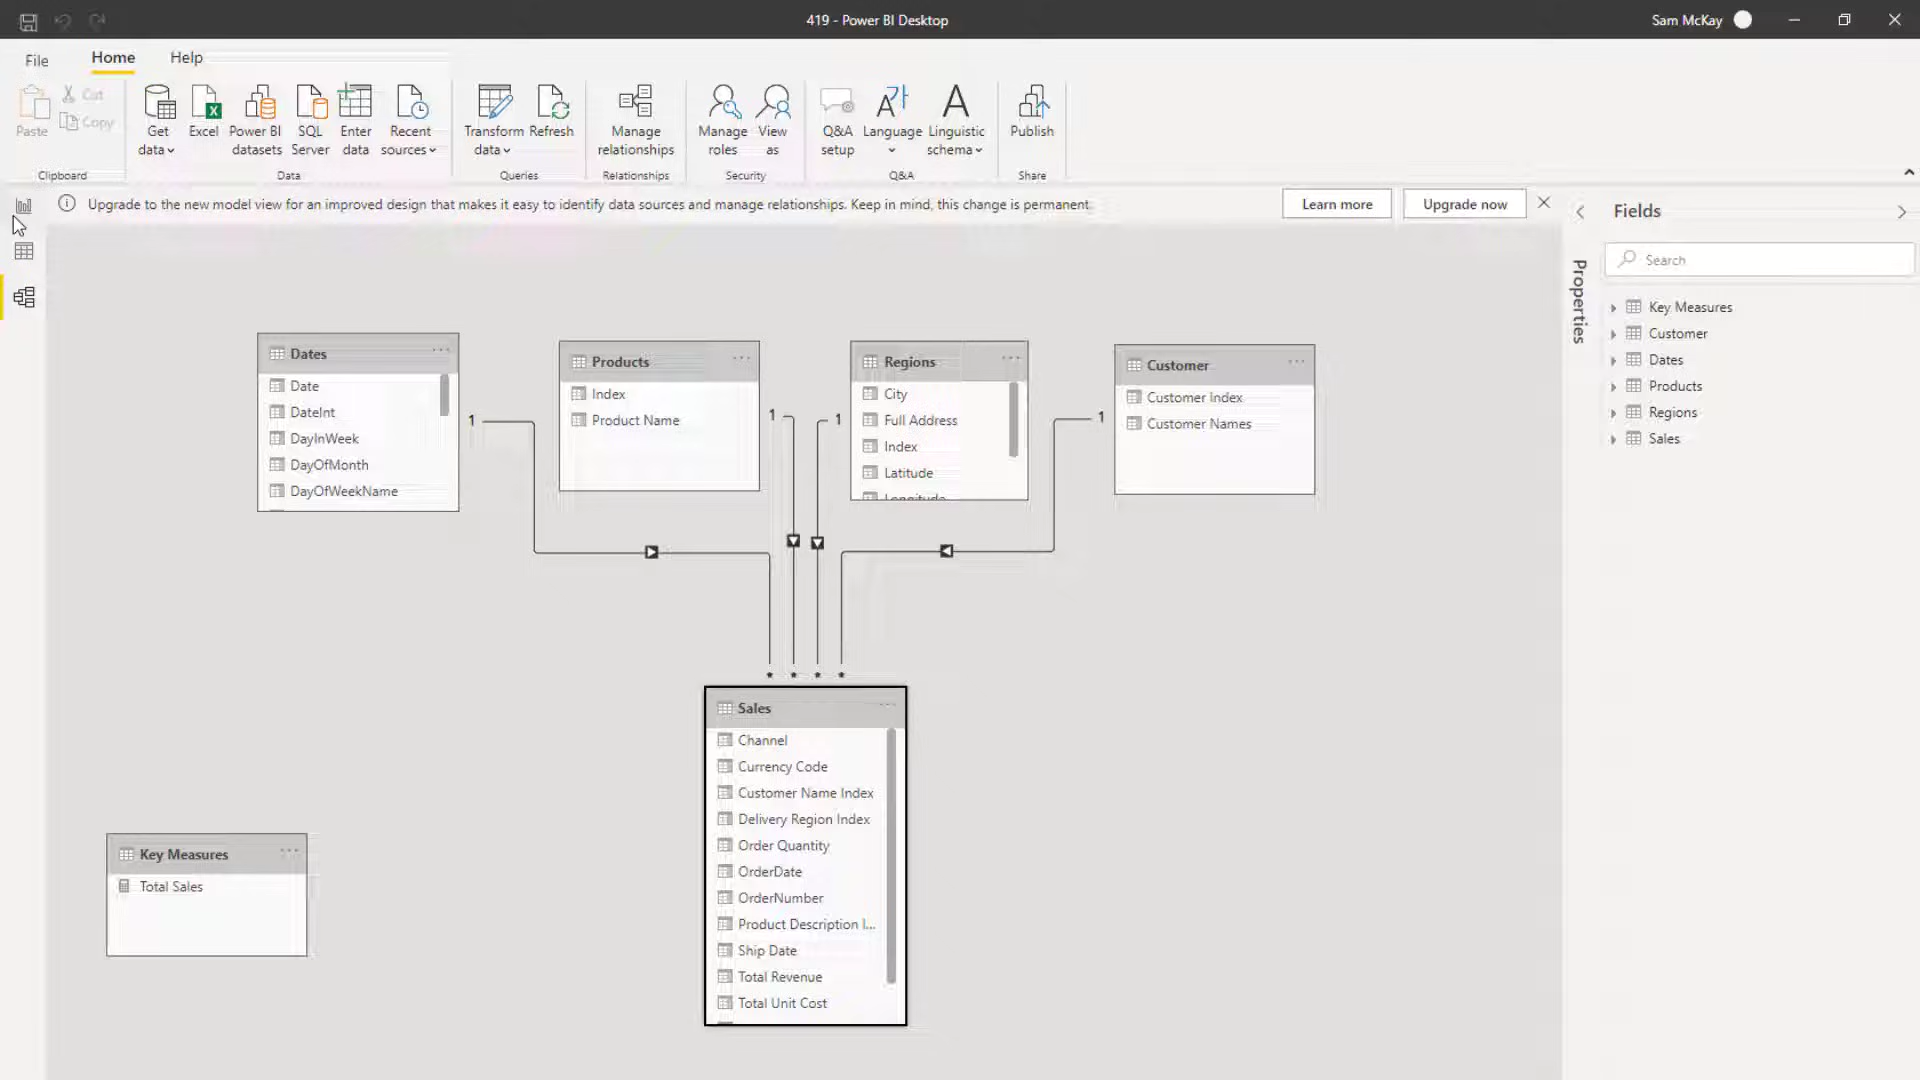 419 - Power BI Desktop
Sam McKay
File
Home
Help
Paste
Cut
Copy
Clipboard
Get data
Excel
Power BI datasets
SQL Server
Enter data
Recent sources
Data
Transform data
Refresh
Queries
Manage relationships
Relationships
Manage roles
View as
Security
Q&A setup
Language
Linguistic schema
Q&A
Publish
Share
Upgrade to the new model view for an improved design that makes it easy to identify data sources and manage relationships. Keep in mind, this change is permanent.
Learn more
Upgrade now
Properties
Fields
Search
Key Measures
Customer
Dates
Products
Regions
Sales
Dates
Date
DateInt
DayInWeek
DayOfMonth
DayOfWeekName
1
Products
Index
Product Name
1
Regions
City
Full Address
Index
Latitude
Longitude
1
Customer
Customer Index
Customer Names
1
* * * *
Sales
Channel
Currency Code
Customer Name Index
Delivery Region Index
Order Quantity
OrderDate
OrderNumber
Product Description I...
Ship Date
Total Revenue
Total Unit Cost
Key Measures
Total Sales